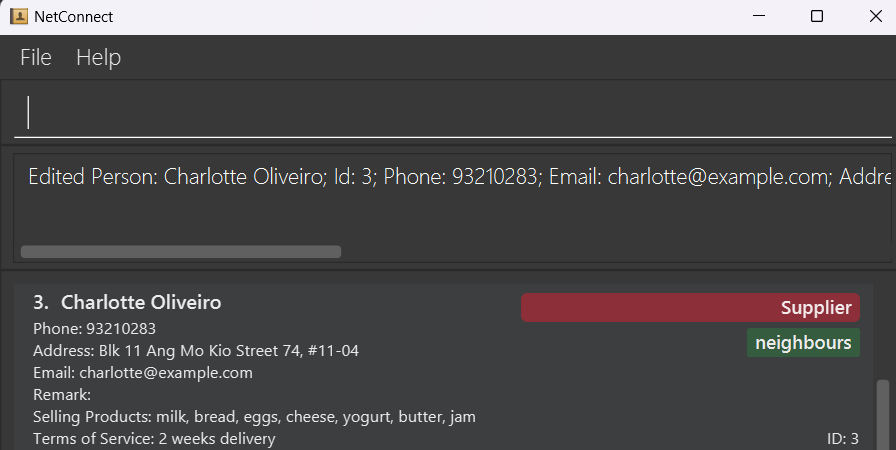 NetConnect
File Help
Edited Person: Charlotte Oliveiro; Id: 3; Phone: 93210283; Email: charlotte@example.com; Addre
3. Charlotte Oliveiro
Supplier
Phone: 93210283
neighbours
Address: Blk 11 Ang Mo Kio Street 74, #11-04
Email: charlotte@example.com
Remark:
Selling Products: milk, bread, eggs, cheese, yogurt, butter, jam
Terms of Service: 2 weeks delivery
ID: 3